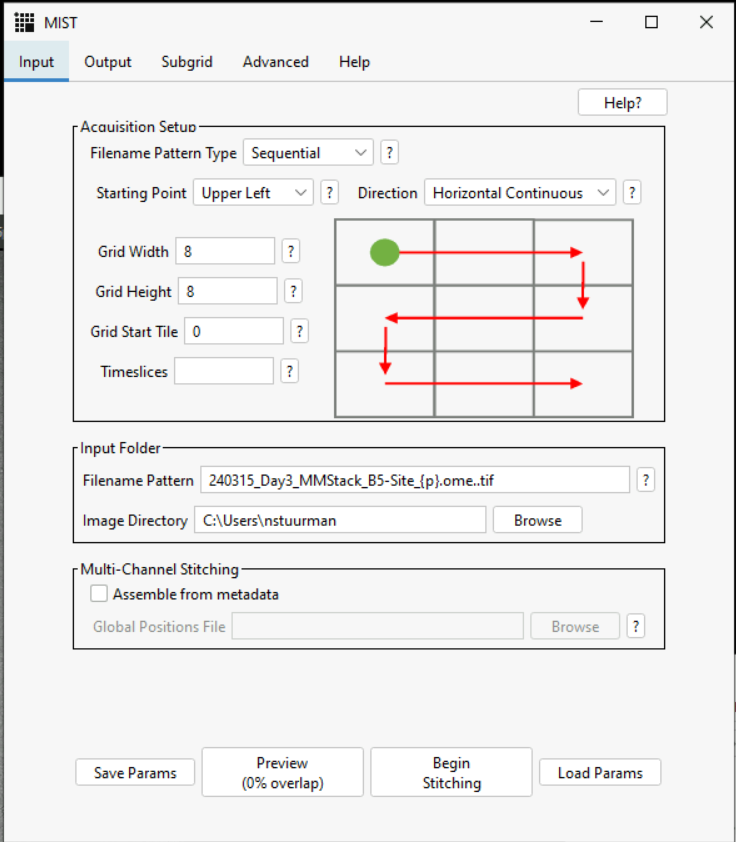 MIST
Input Output Subgrid Advanced Help
Help?
Acquisition Setup
Filename Pattern Type Sequential ?
Starting Point Upper Left ? Direction Horizontal Continuous ?
Grid Width 8 ?
Grid Height 8 ?
Grid Start Tile 0 ?
Timeslices ?
Input Folder
Filename Pattern 240315_Day3_MMStack_B5-Site_{p}.ome..tif ?
Image Directory C:\Users\nstuurman Browse
Multi-Channel Stitching
Assemble from metadata
Global Positions File Browse ?
Save Params Preview (0% overlap) Begin Stitching Load Params